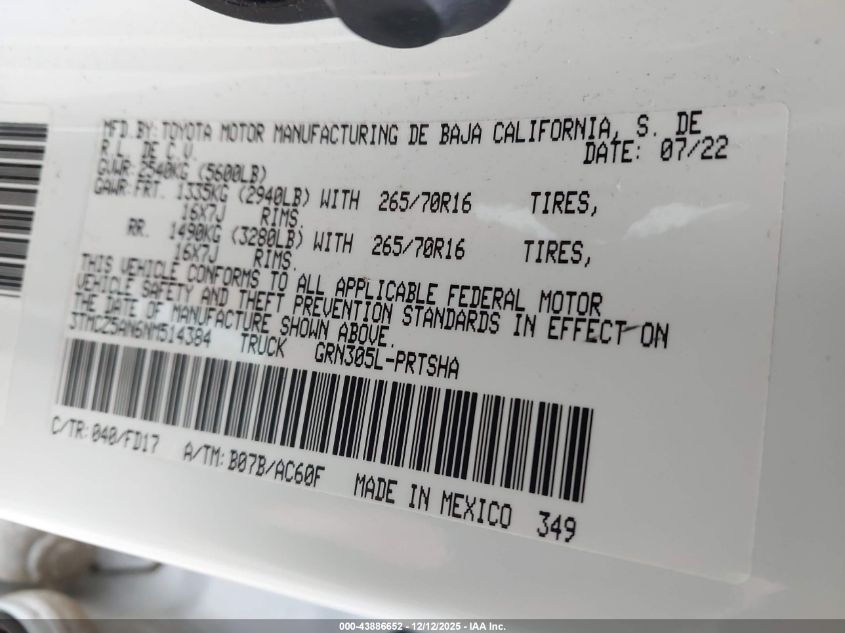 MFD. BY: TOYOTA MOTOR MANUFACTURING DE BAJA CALIFORNIA, S. DE
R.L. DE C.V. DATE: 07/22
GVWR: 2540KG (5600LB)
GAWR: FRT. 1335KG (2940LB) WITH 265/70R16 TIRES,
16X7J RIMS.
RR. 1490KG (3280LB) WITH 265/70R16 TIRES,
16X7J RIMS.
THIS VEHICLE CONFORMS TO ALL APPLICABLE FEDERAL MOTOR
VEHICLE SAFETY AND THEFT PREVENTION STANDARDS IN EFFECT ON
THE DATE OF MANUFACTURE SHOWN ABOVE.
3TMCZ5AN6NM514384 TRUCK GRN305L-PRTSHA
C/TR: 040/FD17 A/TM: B07B/AC60F
MADE IN MEXICO 349
000-43886652 • 12/12/2025 - IAA Inc.